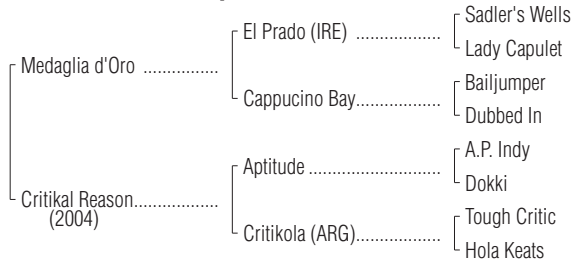 Sadler's Wells
El Prado (IRE) ..................
Lady Capulet
Medaglia d'Oro ................
Bailjumper
Cappucino Bay..................
Dubbed In
A.P. Indy
Aptitude ..........................
Dokki
Critikal Reason..................
(2004)
Tough Critic
Critikola (ARG)..................
Hola Keats